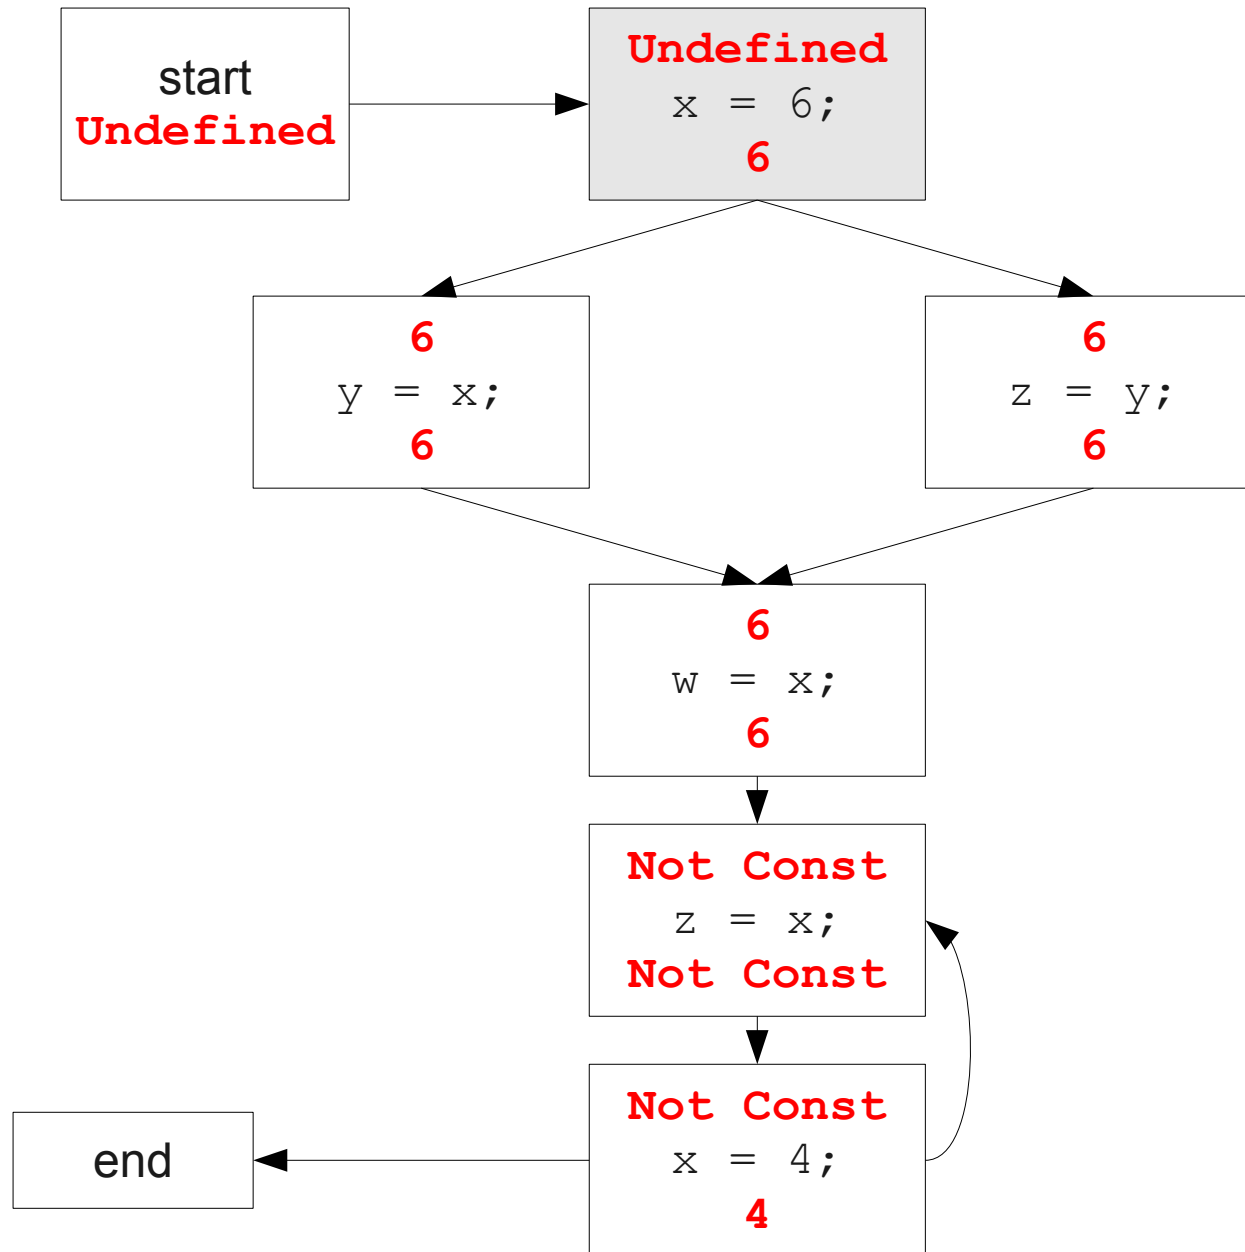 start
Undefined
Undefined
x = 6;
6
6
y = x;
6
6
z = y;
6
6
w = x;
6
Not Const
z = x;
Not Const
Not Const
x = 4;
4
end